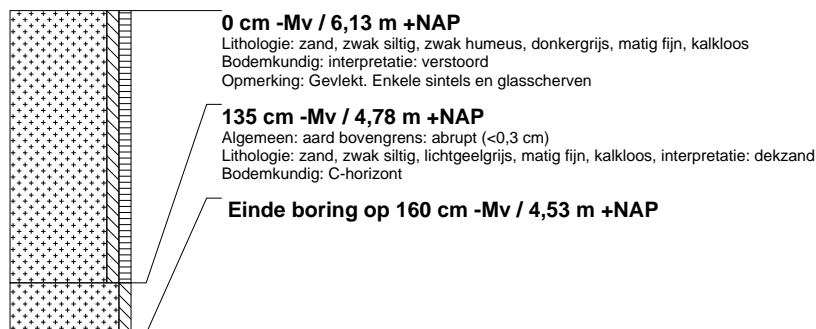 0 cm -Mv / 6,13 m +NAP
Lithologie: zand, zwak siltig, zwak humeus, donkergrijs, matig fijn, kalkloos
Bodemkundig: interpretatie: verstoord
Opmerking: Gevlekt. Enkele sintels en glasscherven
135 cm -Mv / 4,78 m +NAP
Algemeen: aard bovengrens: abrupt (<0,3 cm)
Lithologie: zand, zwak siltig, lichtgeelgrijs, matig fijn, kalkloos, interpretatie: dekzand
Bodemkundig: C-horizont
Einde boring op 160 cm -Mv / 4,53 m +NAP